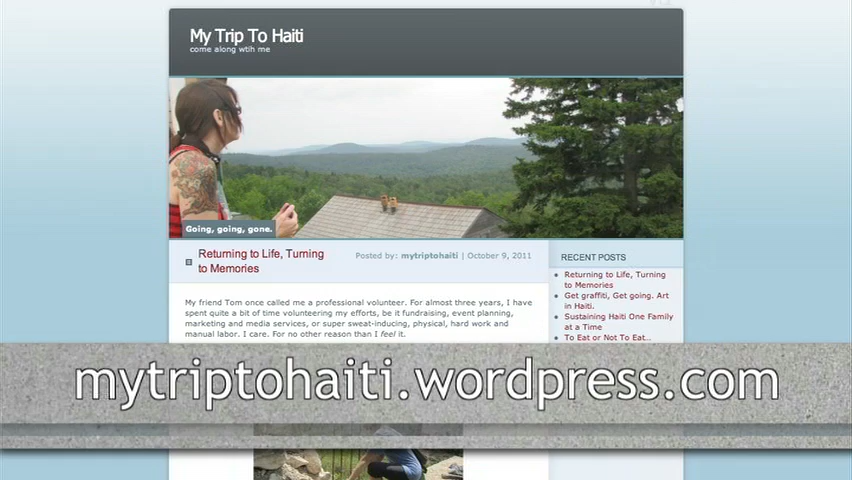 My Trip To Haiti
come along wtih me
Going, going, gone.
Returning to Life, Turning
to Memories
Posted by: mytriptohaiti | October 9, 2011
My friend Tom once called me a professional volunteer. For almost three years, I have
spent quite a bit of time volunteering my efforts, be it fundraising, event planning,
marketing and media services, or super sweat-inducing, physical, hard work and
manual labor. I care. For no other reason than I feel it.
RECENT POSTS
Returning to Life, Turning
to Memories
Get graffiti, Get going. Art
in Haiti.
Sustaining Haiti One Family
at a Time
To Eat or Not To Eat...
mytriptohaiti.wordpress.com